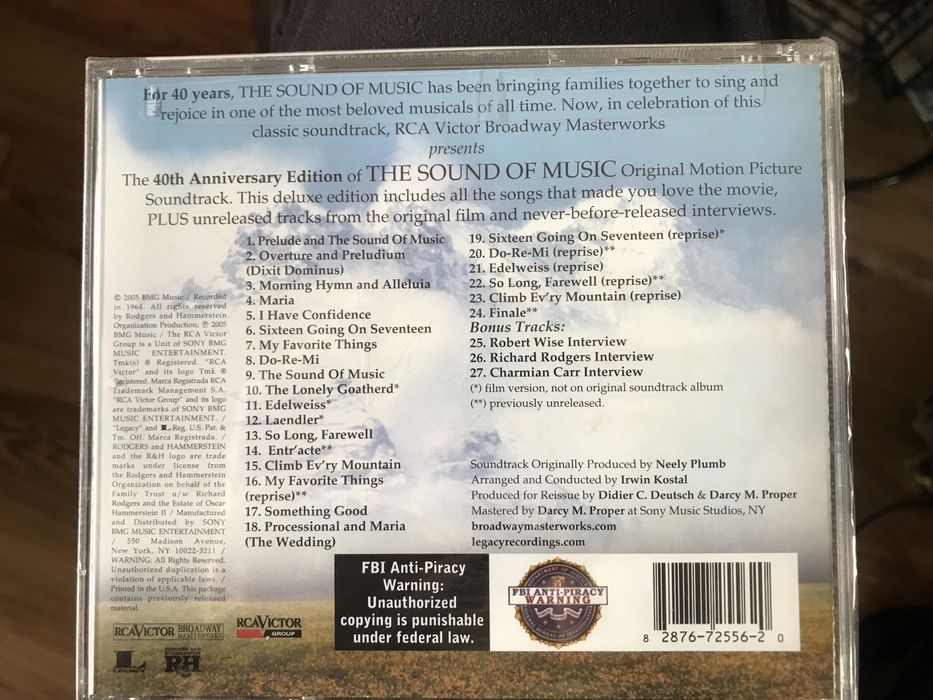 For 40 years, THE SOUND OF MUSIC has been bringing families together to sing and
rejoice in one of the most beloved musicals of all time. Now, in celebration of this
classic soundtrack, RCA Victor Broadway Masterworks
presents
The 40th Anniversary Edition of THE SOUND OF MUSIC Original Motion Picture
Soundtrack. This deluxe edition includes all the songs that made you love the movie,
PLUS unreleased tracks from the original film and never-before-released interviews.
1. Prelude and The Sound Of Music
2. Overture and Preludium
(Dixit Dominus)
3. Morning Hymn and Alleluia
4. Maria
5. I Have Confidence
6. Sixteen Going On Seventeen
7. My Favorite Things
8. Do-Re-Mi
9. The Sound Of Music
10. The Lonely Goatherd*
11. Edelweiss*
12. Laendler*
13. So Long, Farewell
14. Entr'acte**
15. Climb Ev'ry Mountain
16. My Favorite Things
(reprise)**
17. Something Good
18. Processional and Maria
(The Wedding)
19. Sixteen Going On Seventeen (reprise)*
20. Do-Re-Mi (reprise)**
21. Edelweiss (reprise)
22. So Long, Farewell (reprise)**
23. Climb Ev'ry Mountain (reprise)
24. Finale**
Bonus Tracks:
25. Robert Wise Interview
26. Richard Rodgers Interview
27. Charmian Carr Interview
(*) film version, not on original soundtrack album
(**) previously unreleased.
Soundtrack Originally Produced by Neely Plumb
Arranged and Conducted by Irwin Kostal
Produced for Reissue by Didier C. Deutsch & Darcy M. Proper
Mastered by Darcy M. Proper at Sony Music Studios, NY
broadwaymasterworks.com
legacyrecordings.com
© 2005 BMG Music / Recorded
in 1964. All rights reserved
by Rodgers and Hammerstein
Organization Production; ℗ 2005
BMG Music / The RCA Victor
Group is a Unit of SONY BMG
MUSIC ENTERTAINMENT.
Tmk(s) ® Registered. "RCA
Victor" and its logo Tmk ®
Registered. Marca Registrada RCA
Trademark Management S.A.
"RCA Victor Group" and its logo
are trademarks of SONY BMG
MUSIC ENTERTAINMENT. /
"Legacy" and L Reg. U.S. Pat. &
Tm. Off. Marca Registrada. /
RODGERS and HAMMERSTEIN
and the R&H logo are trade
marks under license from
the Rodgers and Hammerstein
Organization on behalf of the
Family Trust u/w Richard
Rodgers and the Estate of Oscar
Hammerstein II / Manufactured
and Distributed by SONY
BMG MUSIC ENTERTAINMENT
/ 550 Madison Avenue,
New York, NY 10022-3211 /
WARNING: All Rights Reserved.
Unauthorized duplication is a
violation of applicable laws. /
Printed in the U.S.A. This package
contains previously released
material.
RCA VICTOR BROADWAY
MASTERWORKS
RCA VICTOR
GROUP
L
LEGACY
RH
FBI Anti-Piracy
Warning:
Unauthorized
copying is punishable
under federal law.
FBI ANTI-PIRACY
WARNING
8 2876-72556-2 0